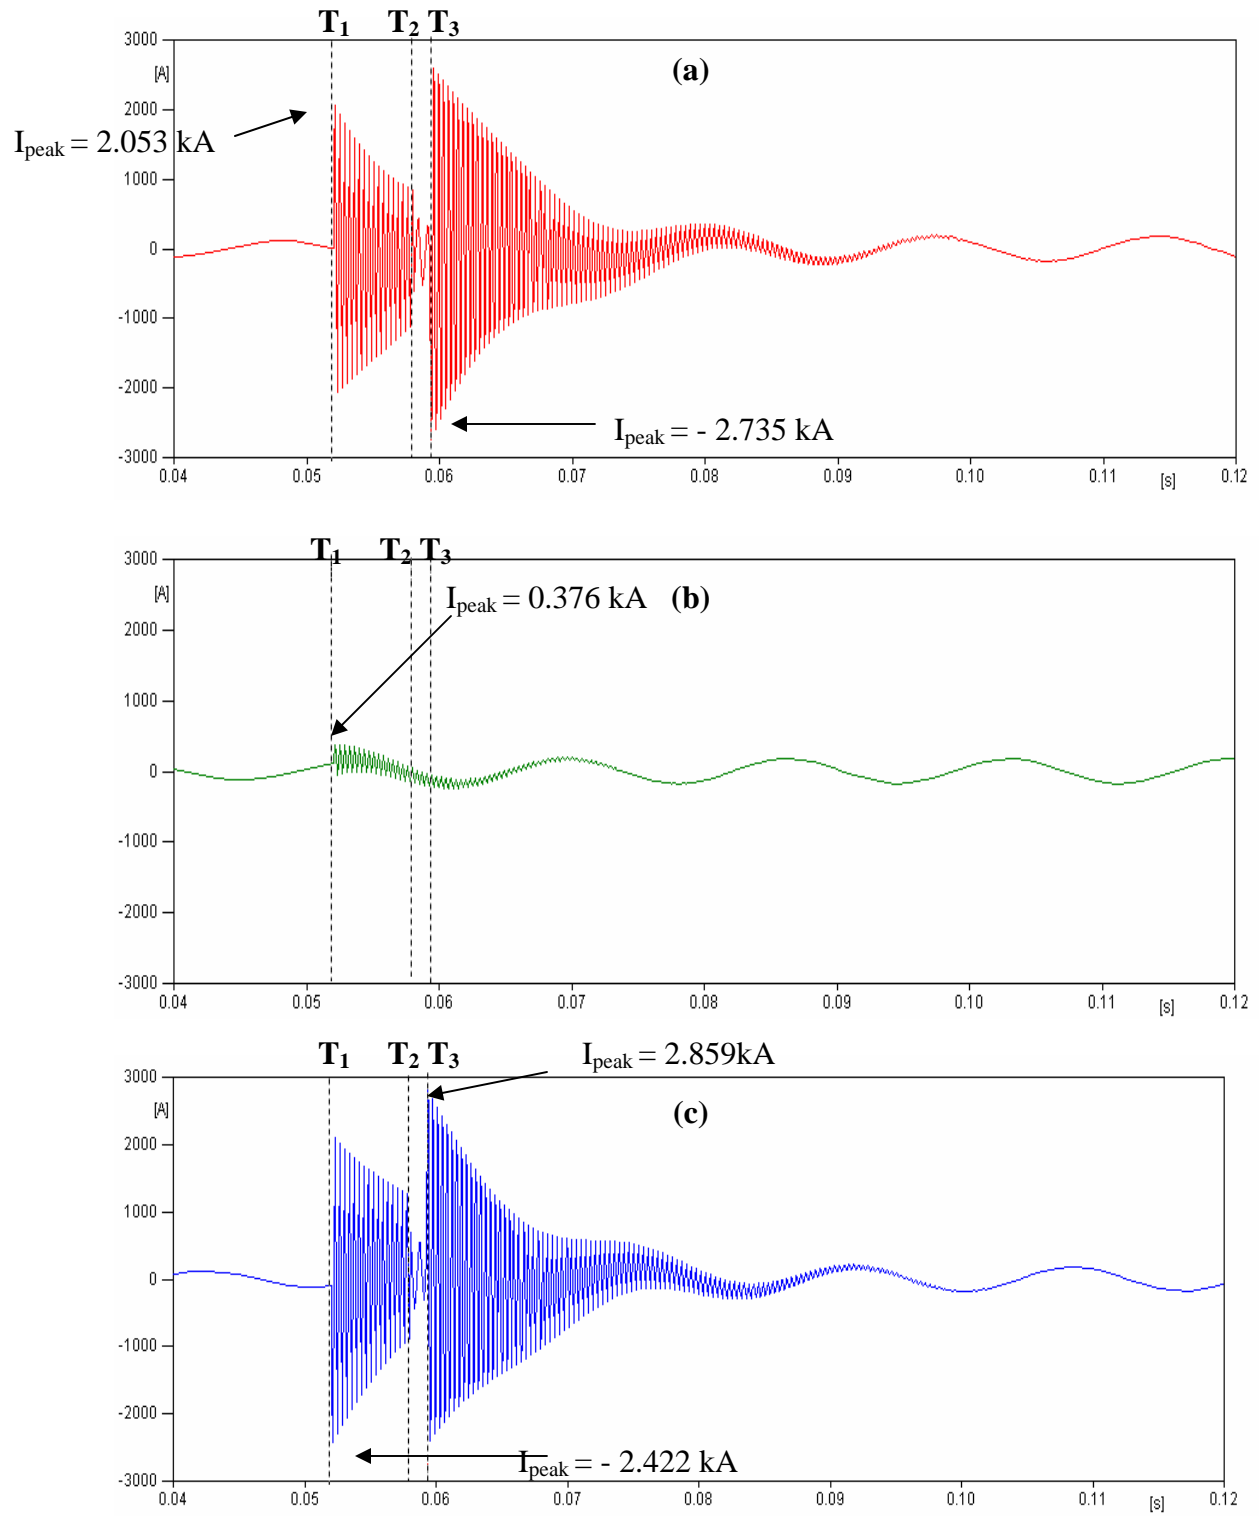 T1 T2 T3
3000
[A]
(a)
2000
Ipeak = 2.053 kA
1000
0
-1000
-2000
Ipeak = - 2.735 kA
-3000
0.04 0.05 0.06 0.07 0.08 0.09 0.10 0.11 [s] 0.12
T1 T2 T3
3000
[A]
Ipeak = 0.376 kA (b)
2000
1000
0
-1000
-2000
-3000
0.04 0.05 0.06 0.07 0.08 0.09 0.10 0.11 [s] 0.12
T1 T2 T3 Ipeak = 2.859kA
3000
[A]
(c)
2000
1000
0
-1000
-2000
Ipeak = - 2.422 kA
-3000
0.04 0.05 0.06 0.07 0.08 0.09 0.10 0.11 [s] 0.12